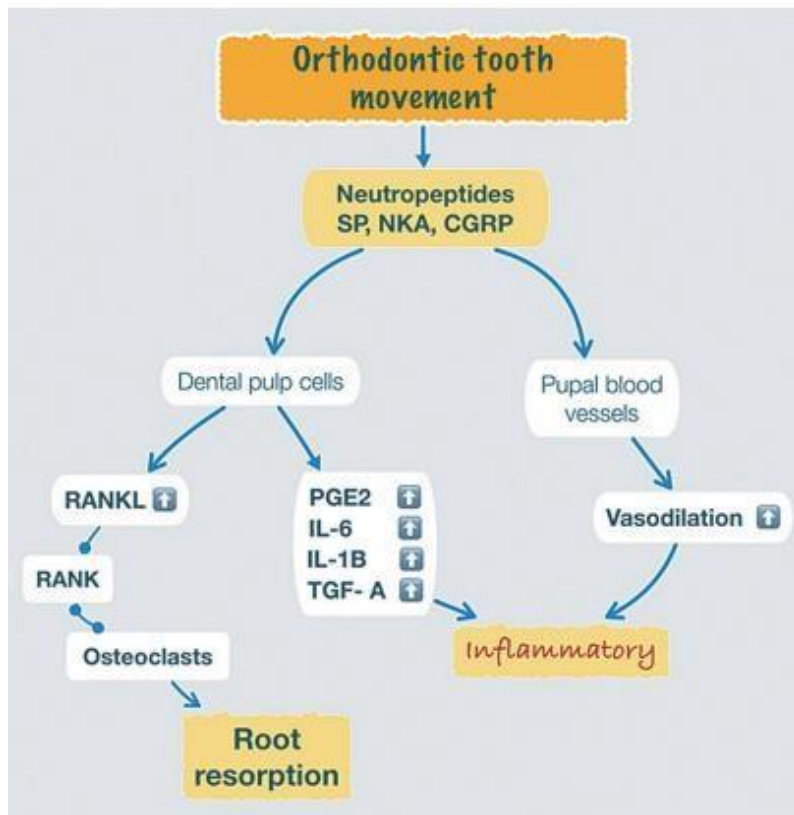 Orthodontic tooth
movement
Neutropeptides
SP, NKA, CGRP
Dental pulp cells
Pupal blood
vessels
RANKL
PGE2
IL-6
IL-1B
TGF- A
Vasodilation
RANK
Osteoclasts
Inflammatory
Root
resorption